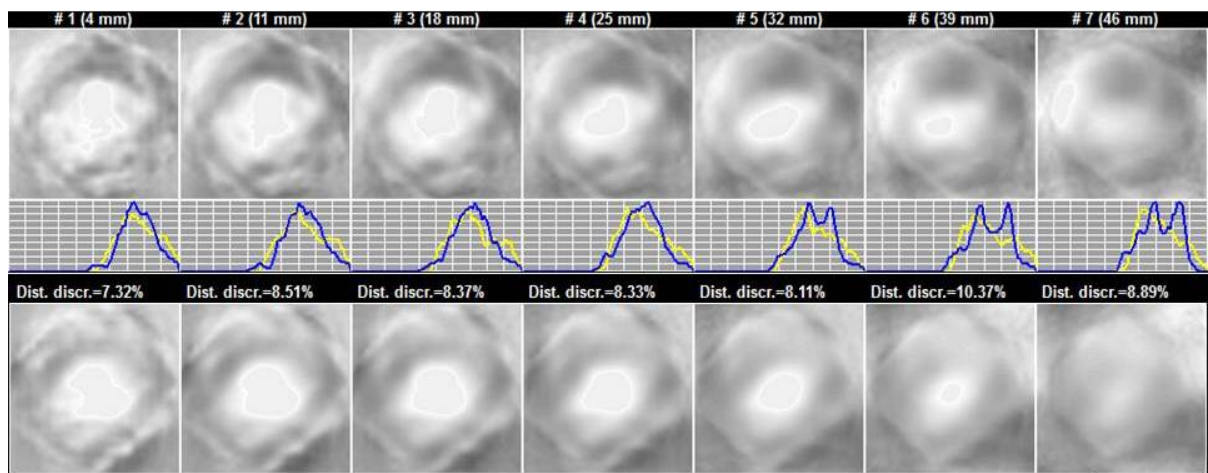 # 1 (4 mm) # 2 (11 mm) # 3 (18 mm) # 4 (25 mm) # 5 (32 mm) # 6 (39 mm) # 7 (46 mm)
Dist. discr.=7.32% Dist. discr.=8.51% Dist. discr.=8.37% Dist. discr.=8.33% Dist. discr.=8.11% Dist. discr.=10.37% Dist. discr.=8.89%